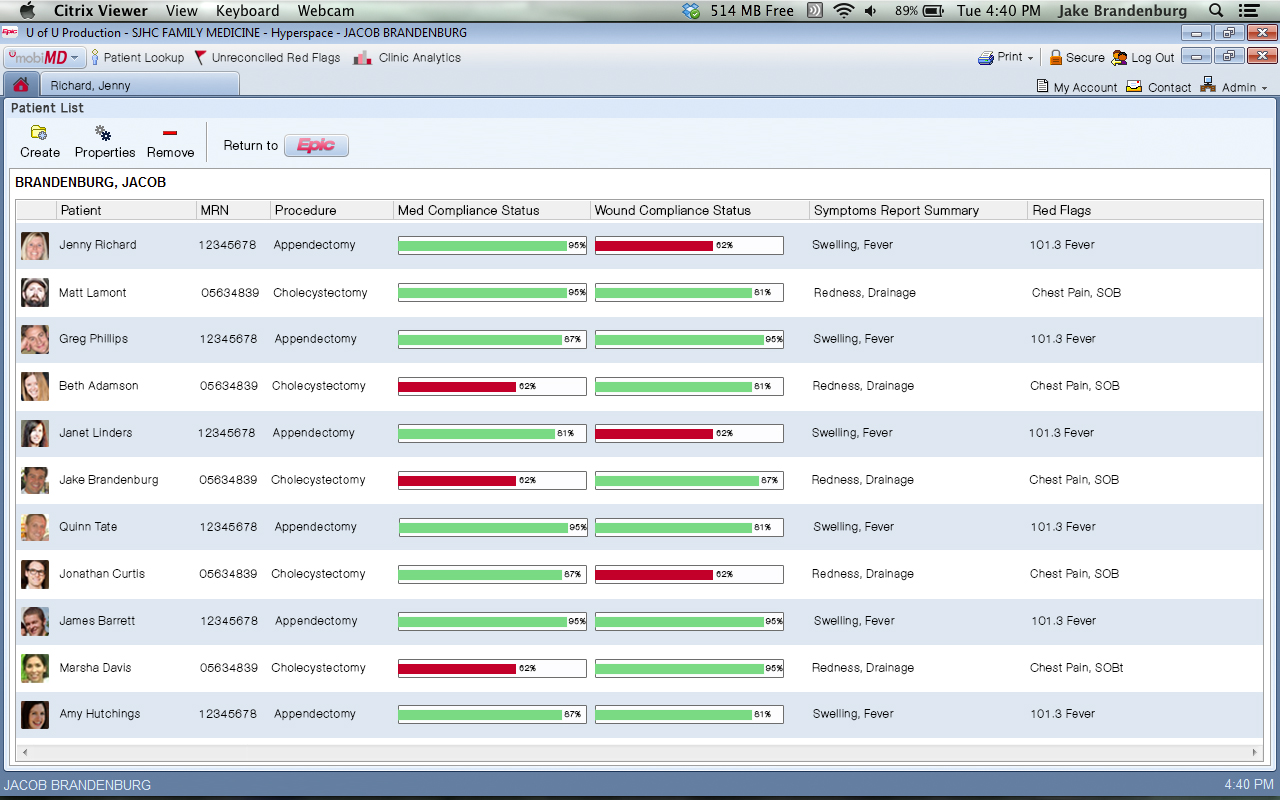 Citrix Viewer View Keyboard Webcam 514 MB Free 89% Tue 4:40 PM Jake Brandenburg
Epic U of U Production - SJHC FAMILY MEDICINE - Hyperspace - JACOB BRANDENBURG
mobiMD Patient Lookup Unreconciled Red Flags Clinic Analytics Print Secure Log Out
Richard, Jenny My Account Contact Admin
Patient List
Create Properties Remove Return to Epic
BRANDENBURG, JACOB
Patient MRN Procedure Med Compliance Status Wound Compliance Status Symptoms Report Summary Red Flags
Jenny Richard 12345678 Appendectomy 95% 62% Swelling, Fever 101.3 Fever
Matt Lamont 05634839 Cholecystectomy 95% 81% Redness, Drainage Chest Pain, SOB
Greg Phillips 12345678 Appendectomy 87% 95% Swelling, Fever 101.3 Fever
Beth Adamson 05634839 Cholecystectomy 62% 81% Redness, Drainage Chest Pain, SOB
Janet Linders 12345678 Appendectomy 81% 62% Swelling, Fever 101.3 Fever
Jake Brandenburg 05634839 Cholecystectomy 62% 87% Redness, Drainage Chest Pain, SOB
Quinn Tate 12345678 Appendectomy 95% 81% Swelling, Fever 101.3 Fever
Jonathan Curtis 05634839 Cholecystectomy 87% 62% Redness, Drainage Chest Pain, SOB
James Barrett 12345678 Appendectomy 95% 95% Swelling, Fever 101.3 Fever
Marsha Davis 05634839 Cholecystectomy 62% 95% Redness, Drainage Chest Pain, SOBt
Amy Hutchings 12345678 Appendectomy 87% 81% Swelling, Fever 101.3 Fever
JACOB BRANDENBURG 4:40 PM